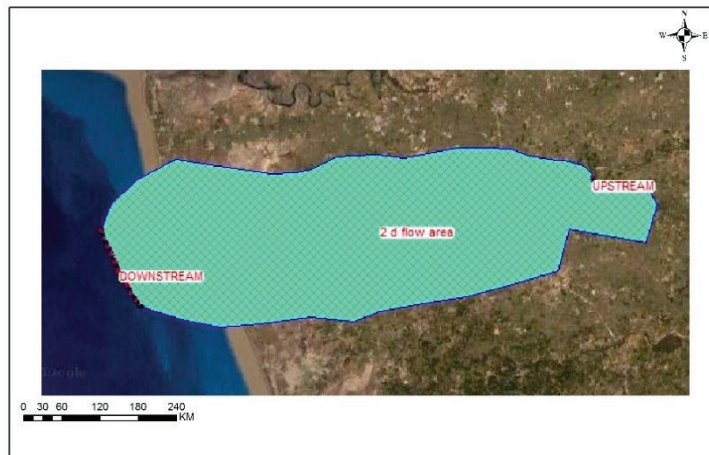 N
W E
S
UPSTREAM
2 d flow area
DOWNSTREAM
Google
0 30 60 120 180 240
KM